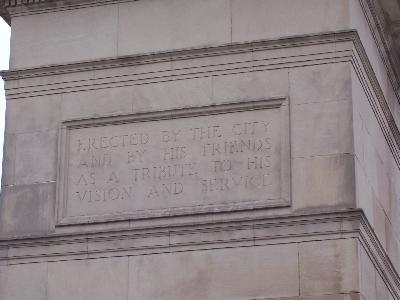 ERECTED BY THE CITY
AND BY HIS FRIENDS
AS A TRIBUTE TO HIS
VISION AND SERVICE